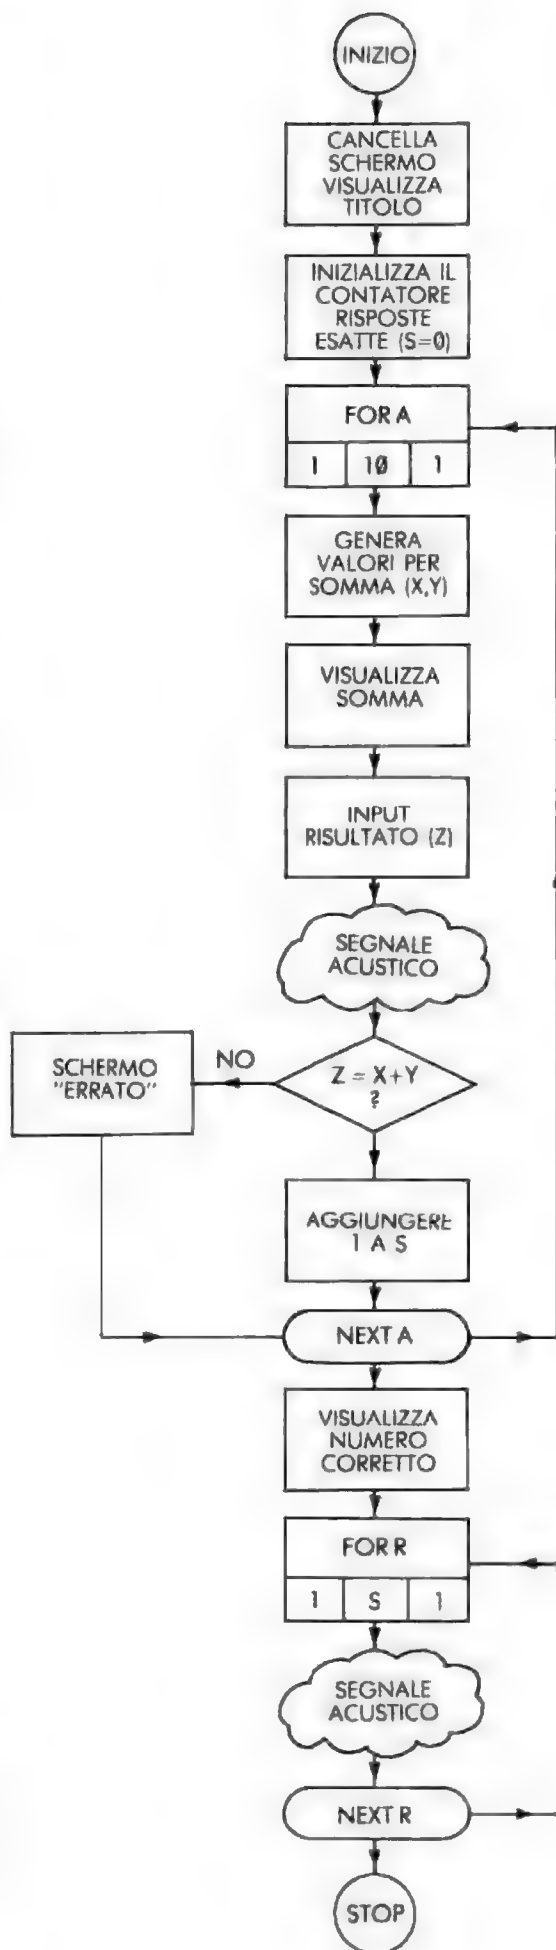 INIZIO
CANCELLA
SCHERMO
VISUALIZZA
TITOLO
INIZIALIZZA IL
CONTATORE
RISPOSTE
ESATTE (S=0)
FOR A
1 10 1
GENERA
VALORI PER
SOMMA (X,Y)
VISUALIZZA
SOMMA
INPUT
RISULTATO (Z)
SEGNALE
ACUSTICO
Z = X+Y
?
NO
SCHERMO
"ERRATO"
AGGIUNGERE
1 A S
NEXT A
VISUALIZZA
NUMERO
CORRETTO
FOR R
1 S 1
SEGNALE
ACUSTICO
NEXT R
STOP